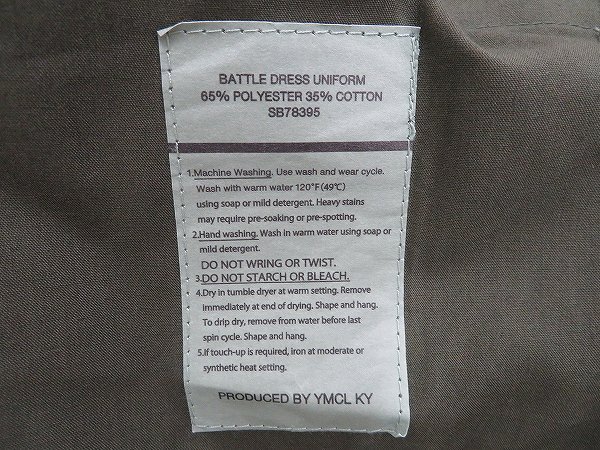 BATTLE DRESS UNIFORM
65% POLYESTER 35% COTTON
SB78395
1.Machine Washing. Use wash and wear cycle.
Wash with warm water 120°F(49℃)
using soap or mild detergent. Heavy stains
may require pre-soaking or pre-spotting.
2.Hand washing. Wash in warm water using soap or
mild detergent.
DO NOT WRING OR TWIST.
3.DO NOT STARCH OR BLEACH.
4.Dry in tumble dryer at warm setting. Remove
immediately at end of drying. Shape and hang.
To drip dry, remove from water before last
spin cycle. Shape and hang.
5.If touch-up is required, iron at moderate or
synthetic heat setting.
PRODUCED BY YMCL KY